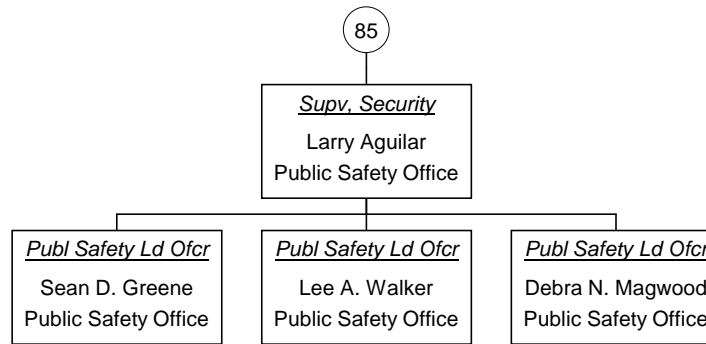 85
Supv, Security
Larry Aguilar
Public Safety Office
Publ Safety Ld Ofcr
Sean D. Greene
Public Safety Office
Publ Safety Ld Ofcr
Lee A. Walker
Public Safety Office
Publ Safety Ld Ofcr
Debra N. Magwood
Public Safety Office